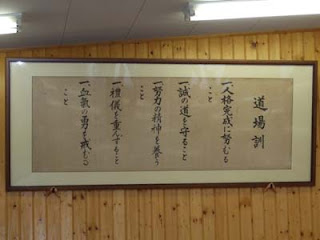 道場訓
一、人格完成に努むる
こと
一、誠の道を守ること
一、努力の精神を養う
こと
一、禮儀を重んずること
一、血氣の勇を戒むる
こと